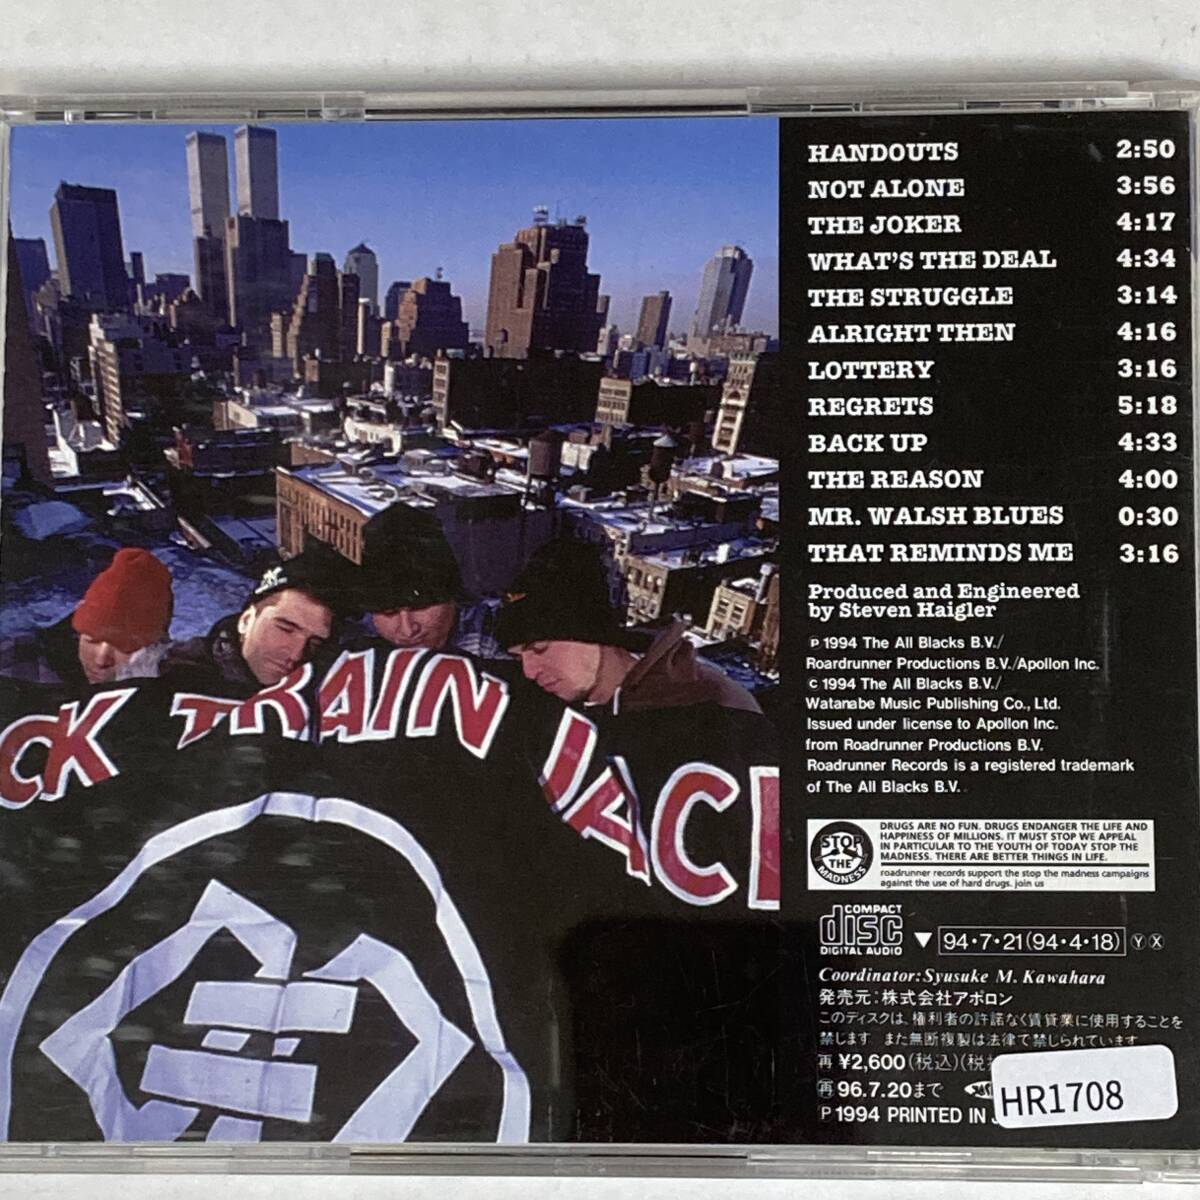 HANDOUTS 2:50
NOT ALONE 3:56
THE JOKER 4:17
WHAT'S THE DEAL 4:34
THE STRUGGLE 3:14
ALRIGHT THEN 4:16
LOTTERY 3:16
REGRETS 5:18
BACK UP 4:33
THE REASON 4:00
MR. WALSH BLUES 0:30
THAT REMINDS ME 3:16
Produced and Engineered
by Steven Haigler
℗ 1994 The All Blacks B.V./
Roardrunner Productions B.V./Apollon Inc.
© 1994 The All Blacks B.V./
Watanabe Music Publishing Co., Ltd.
Issued under license to Apollon Inc.
from Roadrunner Productions B.V.
Roadrunner Records is a registered trademark
of The All Blacks B.V.
CK TRAIN JACK
STOP
THE
MADNESS
DRUGS ARE NO FUN. DRUGS ENDANGER THE LIFE AND
HAPPINESS OF MILLIONS. IT MUST STOP WE APPEAL
IN PARTICULAR TO THE YOUTH OF TODAY STOP THE
MADNESS. THERE ARE BETTER THINGS IN LIFE.
roadrunner records support the stop the madness campaigns
against the use of hard drugs. join us
COMPACT
disc
DIGITAL AUDIO
▼ 94・7・21(94・4・18) Ⓨ Ⓧ
Coordinator: Syusuke M. Kawahara
発売元：株式会社アポロン
このディスクは、権利者の許諾なく賃貸業に使用することを
禁じます。また無断複製は法律で禁じられています。
再 ¥2,600(税込)(税
再 96.7.20まで
℗ 1994 PRINTED IN J
HR1708